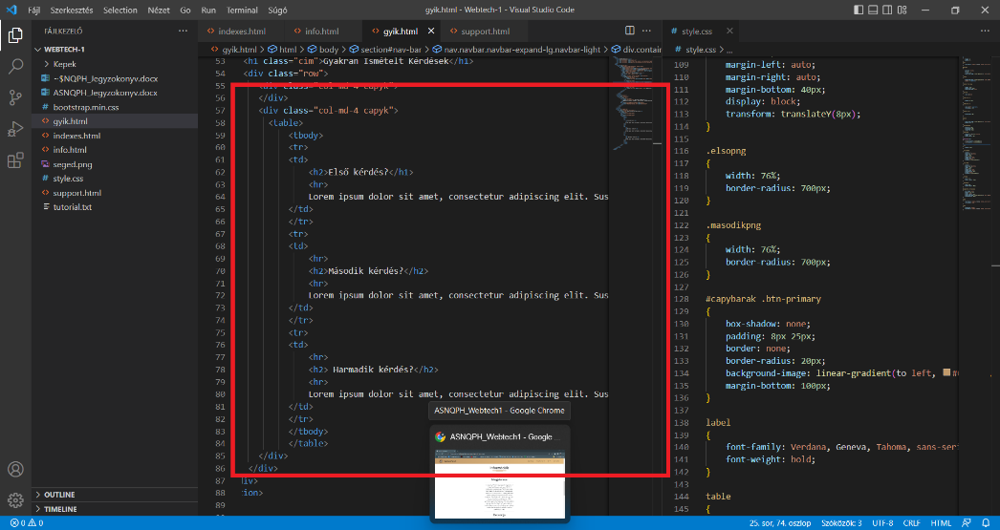 Fájl Szerkesztés Selection Nézet Go Run Terminal Súgó gyik.html - Webtech-1 - Visual Studio Code
FÁJLKEZELŐ ···
WEBTECH-1
Kepek
~$NQPH_Jegyzokonyv.docx
ASNQPH_Jegyzokonyv.docx
bootstrap.min.css
gyik.html
indexes.html
info.html
seged.png
style.css
support.html
tutorial.txt
OUTLINE
TIMELINE
indexes.html info.html gyik.html support.html
gyik.html > html > body > section#nav-bar > nav.navbar.navbar-expand-lg.navbar-light > div.contain
53 <h1 class="cim">Gyakran Ismételt Kérdések</h1>
54 <div class="row">
55 <div class="col-md-4 capyk">
56 </div>
57 <div class="col-md-4 capyk">
58 <table>
59 <tbody>
60 <tr>
61 <td>
62 <h2>Első kérdés?</h1>
63 <hr>
64 Lorem ipsum dolor sit amet, consectetur adipiscing elit. Sus
65 </td>
66 </tr>
67 <tr>
68 <td>
69 <hr>
70 <h2>Második kérdés?</h2>
71 <hr>
72 Lorem ipsum dolor sit amet, consectetur adipiscing elit. Sus
73 </td>
74 </tr>
75 <tr>
76 <td>
77 <hr>
78 <h2> Harmadik kérdés?</h2>
79 <hr>
80 Lorem ipsum dolor sit amet, consectetur adipiscing elit. Sus
81 </td>
82 </tr>
83 </tbody>
84 </table>
85 </div>
86 </div>
87 iv>
88 ion>
89
ASNQPH_Webtech1 - Google Chrome
ASNQPH_Webtech1 - Google ...
style.css
style.css > ...
109 margin-left: auto;
110 margin-right: auto;
111 margin-bottom: 40px;
112 display: block;
113 transform: translateY(8px);
114 }
115
116 .elsopng
117 {
118 width: 76%;
119 border-radius: 700px;
120 }
121
122 .masodikpng
123 {
124 width: 76%;
125 border-radius: 700px;
126 }
127
128 #capybarak .btn-primary
129 {
130 box-shadow: none;
131 padding: 8px 25px;
132 border: none;
133 border-radius: 20px;
134 background-image: linear-gradient(to left, #
135 margin-bottom: 100px;
136 }
137
138 label
139 {
140 font-family: Verdana, Geneva, Tahoma, sans-ser
141 font-weight: bold;
142 }
143
144 table
145 {
0 0 25. sor, 74. oszlop Szóközök: 3 UTF-8 CRLF HTML